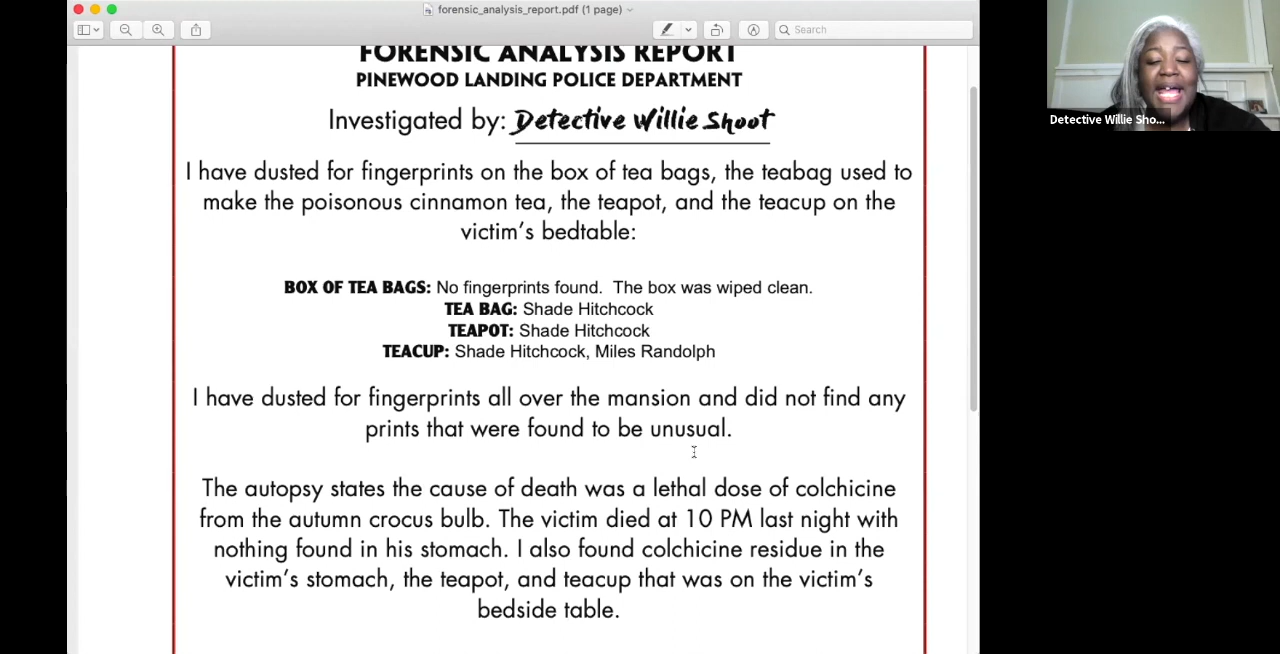 forensic_analysis_report.pdf (1 page)
Search
FORENSIC ANALYSIS REPORT
PINEWOOD LANDING POLICE DEPARTMENT
Investigated by: Detective Willie Shoot
I have dusted for fingerprints on the box of tea bags, the teabag used to
make the poisonous cinnamon tea, the teapot, and the teacup on the
victim's bedtable:
BOX OF TEA BAGS: No fingerprints found. The box was wiped clean.
TEA BAG: Shade Hitchcock
TEAPOT: Shade Hitchcock
TEACUP: Shade Hitchcock, Miles Randolph
I have dusted for fingerprints all over the mansion and did not find any
prints that were found to be unusual.
The autopsy states the cause of death was a lethal dose of colchicine
from the autumn crocus bulb. The victim died at 10 PM last night with
nothing found in his stomach. I also found colchicine residue in the
victim's stomach, the teapot, and teacup that was on the victim's
bedside table.
Detective Willie Sho...